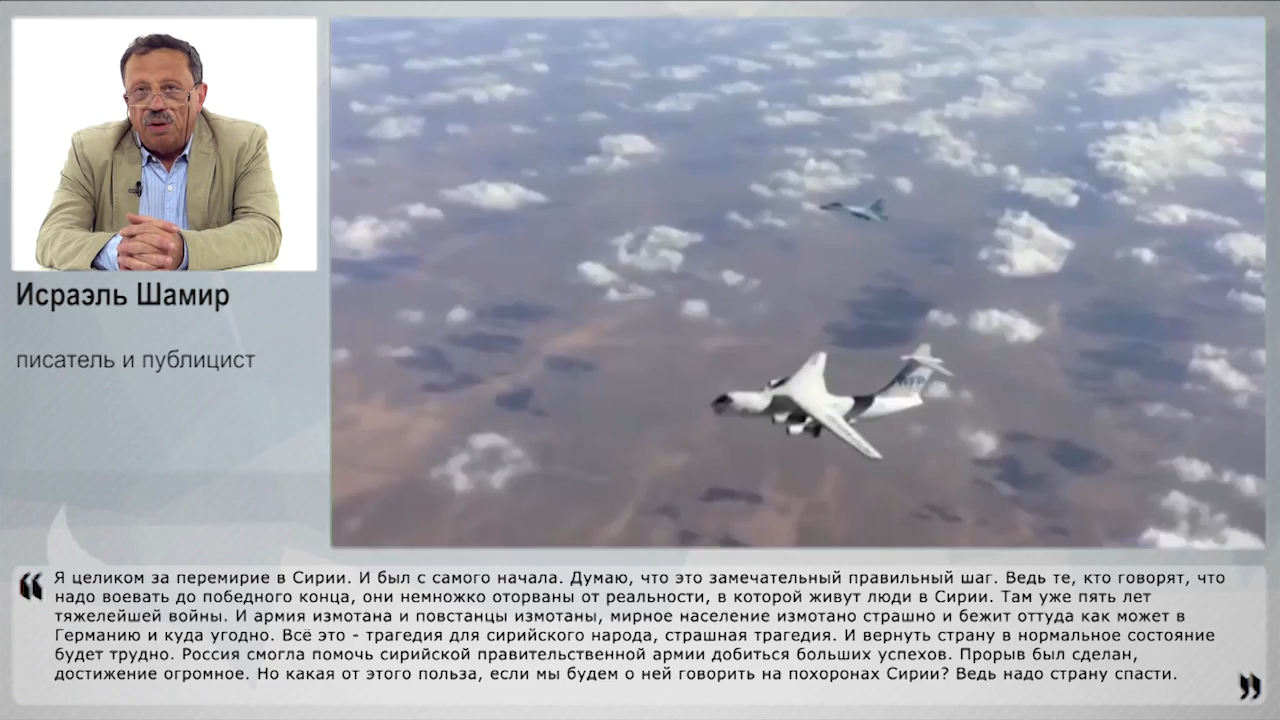 Исраэль Шамир
писатель и публицист
WFP
Я целиком за перемирие в Сирии. И был с самого начала. Думаю, что это замечательный правильный шаг. Ведь те, кто говорят, что
надо воевать до победного конца, они немножко оторваны от реальности, в которой живут люди в Сирии. Там уже пять лет
тяжелейшей войны. И армия измотана и повстанцы измотаны, мирное население измотано страшно и бежит оттуда как может в
Германию и куда угодно. Всё это - трагедия для сирийского народа, страшная трагедия. И вернуть страну в нормальное состояние
будет трудно. Россия смогла помочь сирийской правительственной армии добиться больших успехов. Прорыв был сделан,
достижение огромное. Но какая от этого польза, если мы будем о ней говорить на похоронах Сирии? Ведь надо страну спасти.